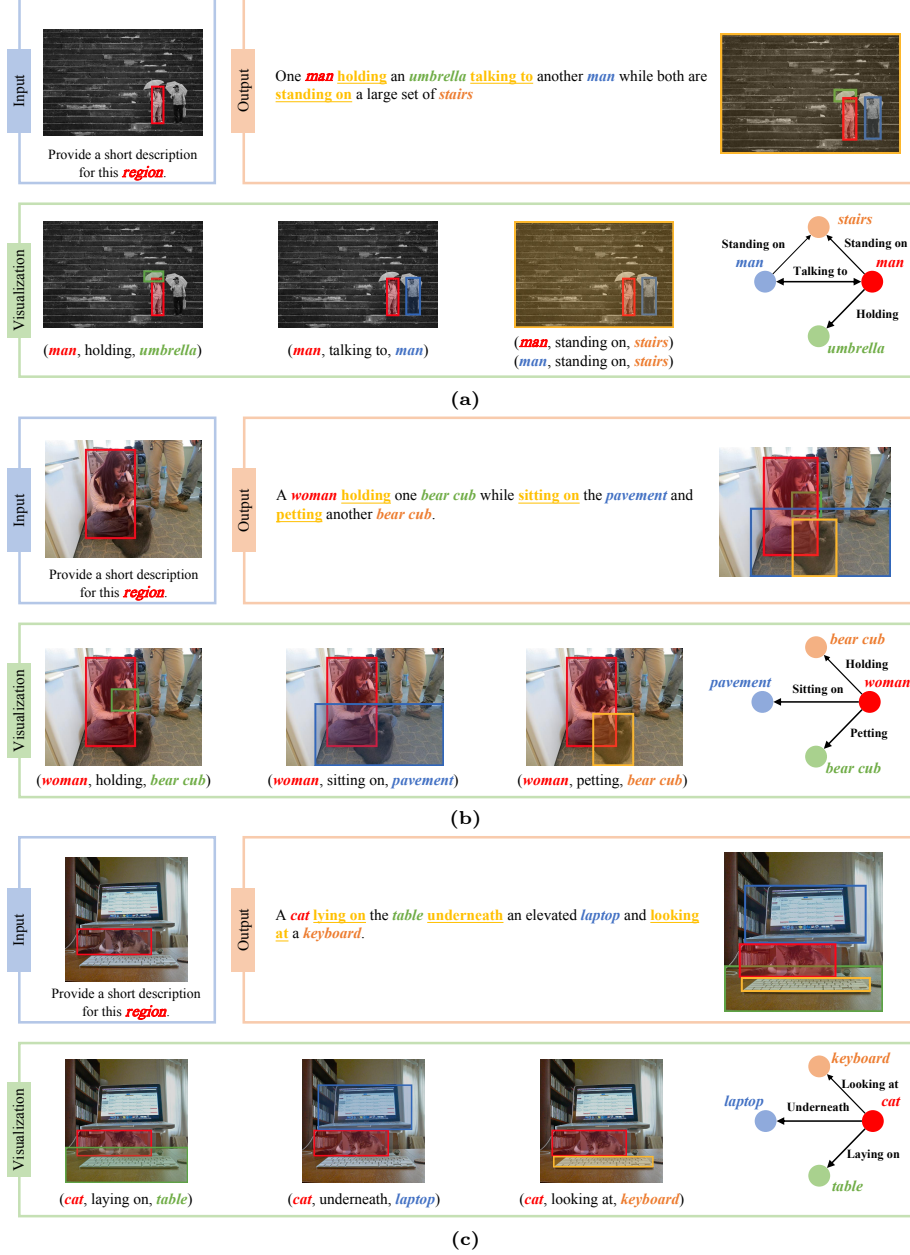 Input
Provide a short description
for this region.
Output
One man holding an umbrella talking to another man while both are
standing on a large set of stairs
Visualization
(man, holding, umbrella)
(man, talking to, man)
(man, standing on, stairs)
(man, standing on, stairs)
stairs
Standing on
Standing on
man
man
Talking to
Holding
umbrella
(a)
Input
Provide a short description
for this region.
Output
A woman holding one bear cub while sitting on the pavement and
petting another bear cub.
Visualization
(woman, holding, bear cub)
(woman, sitting on, pavement)
(woman, petting, bear cub)
bear cub
Holding
pavement
woman
Sitting on
Petting
bear cub
(b)
Input
Provide a short description
for this region.
Output
A cat lying on the table underneath an elevated laptop and looking
at a keyboard.
Visualization
(cat, laying on, table)
(cat, underneath, laptop)
(cat, looking at, keyboard)
keyboard
Looking at
laptop
cat
Underneath
Laying on
table
(c)